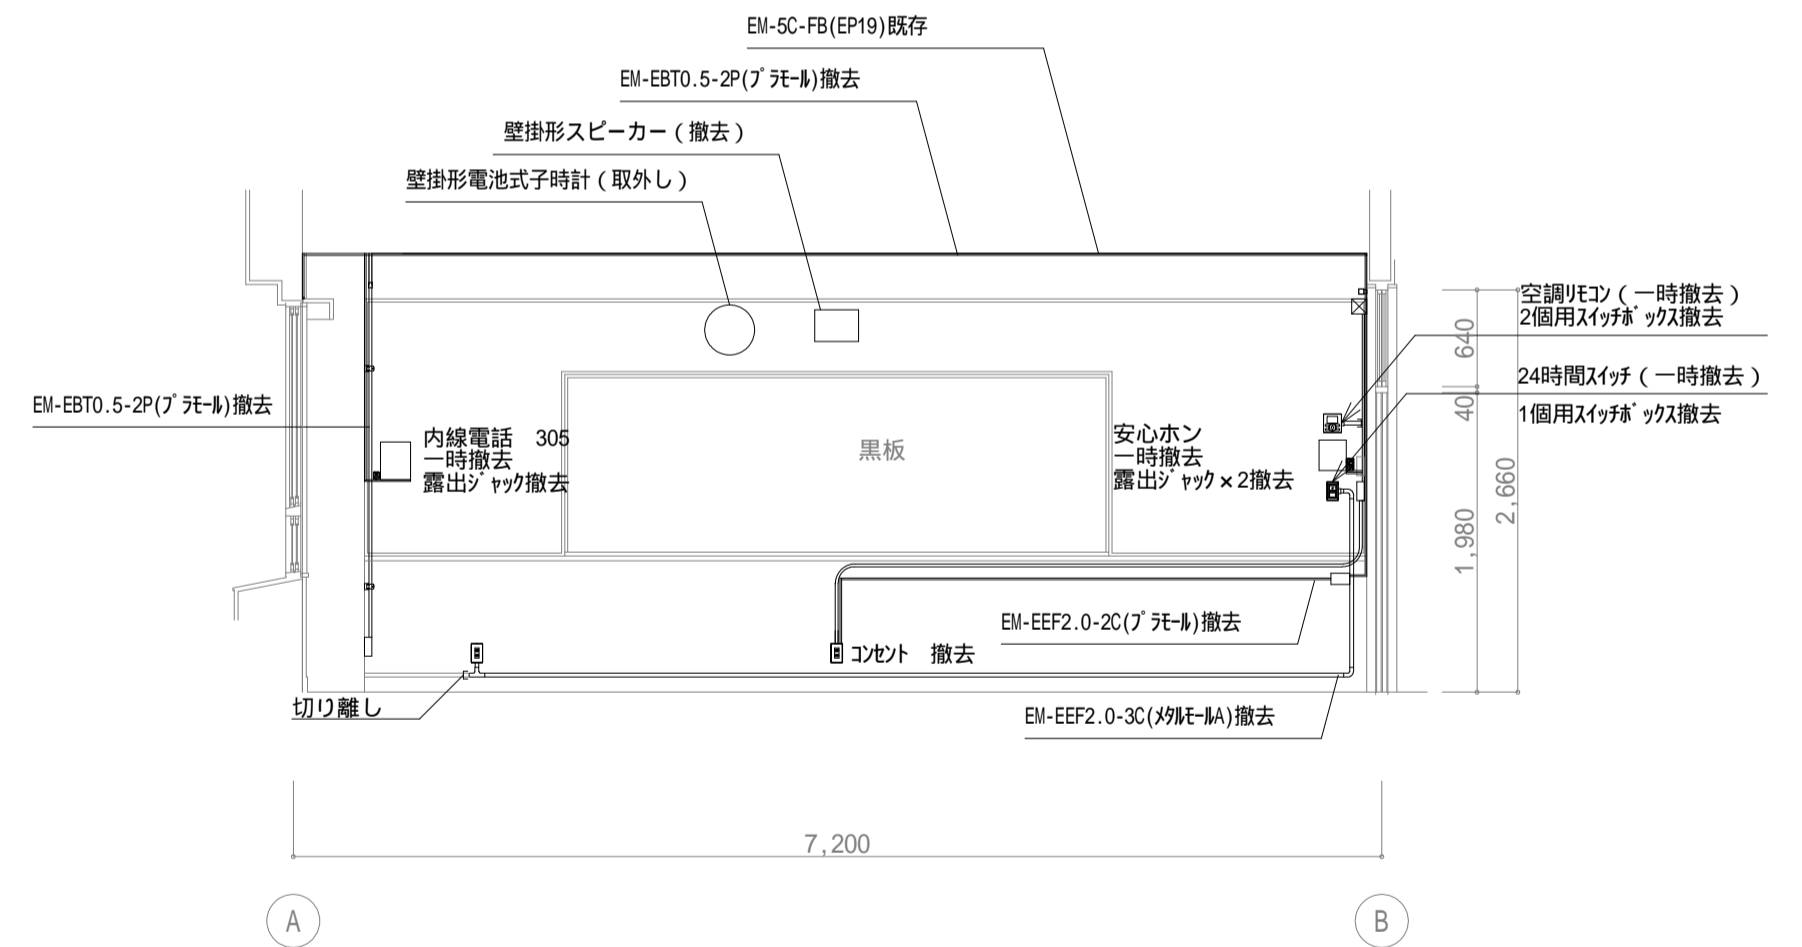 EM-5C-FB(EP19)既存
EM-EBT0.5-2P(プラモール)撤去
壁掛形スピーカー（撤去）
壁掛形電池式子時計（取外し）
空調リモコン（一時撤去）
2個用スイッチボックス撤去
640
24時間スイッチ（一時撤去）
40
1個用スイッチボックス撤去
EM-EBT0.5-2P(プラモール)撤去
内線電話　305
一時撤去
露出ジャック撤去
黒板
安心ホン
一時撤去
露出ジャック×2撤去
1,980
2,660
EM-EEF2.0-2C(プラモール)撤去
コンセント　撤去
切り離し
EM-EEF2.0-3C(メタルモールA)撤去
7,200
A
B